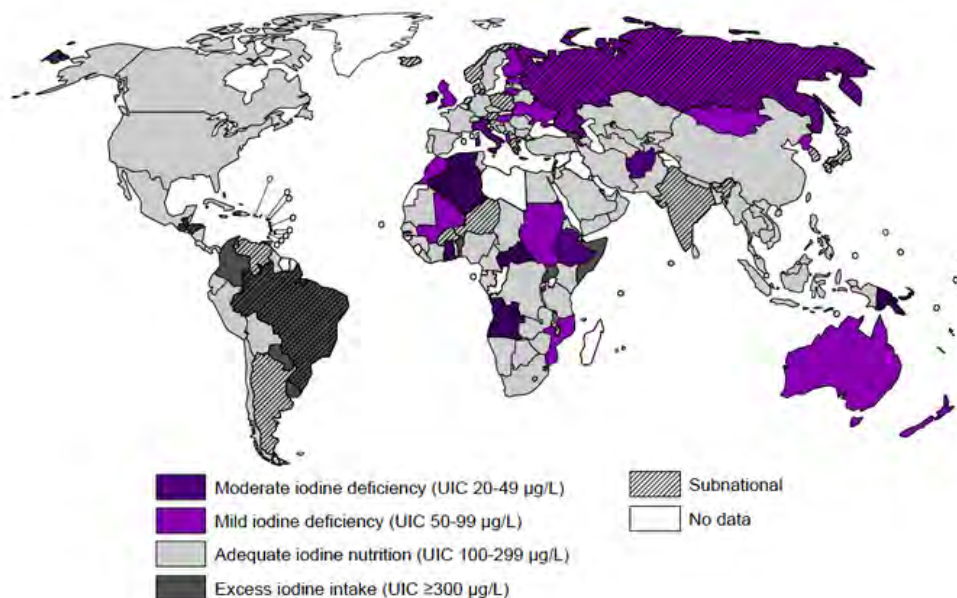 Moderate iodine deficiency (UIC 20-49 µg/L)
Mild iodine deficiency (UIC 50-99 µg/L)
Adequate iodine nutrition (UIC 100-299 µg/L)
Excess iodine intake (UIC ≥300 µg/L)
Subnational
No data